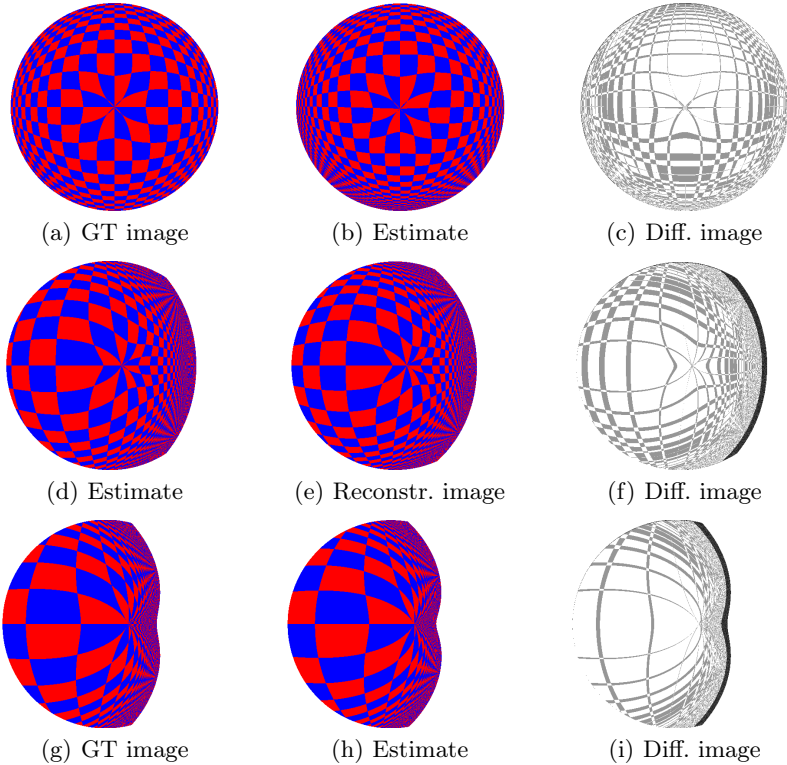 (a) GT image
(b) Estimate
(c) Diff. image
(d) Estimate
(e) Reconstr. image
(f) Diff. image
(g) GT image
(h) Estimate
(i) Diff. image